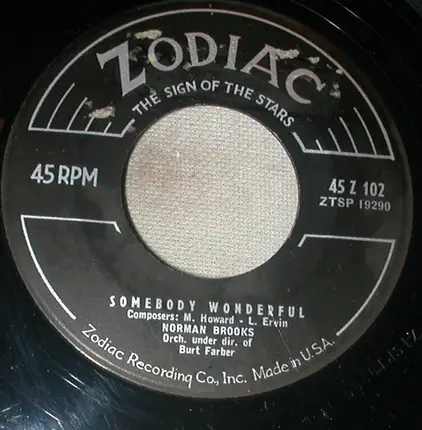 ZODIAC
THE SIGN OF THE STARS
45 RPM
45 Z 102
ZTSP 19290
SOMEBODY WONDERFUL
Composers: M. Howard - L. Ervin
NORMAN BROOKS
Orch. under dir. of
Burt Farber
Zodiac Recording Co., Inc. Made in U.S.A.